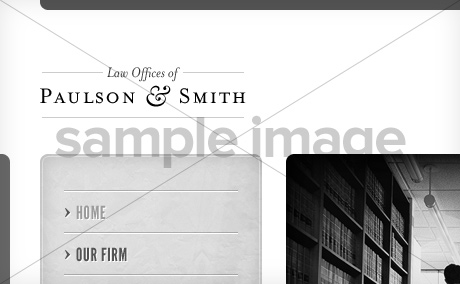 Law Offices of
Paulson & Smith
sample image
HOME
OUR FIRM